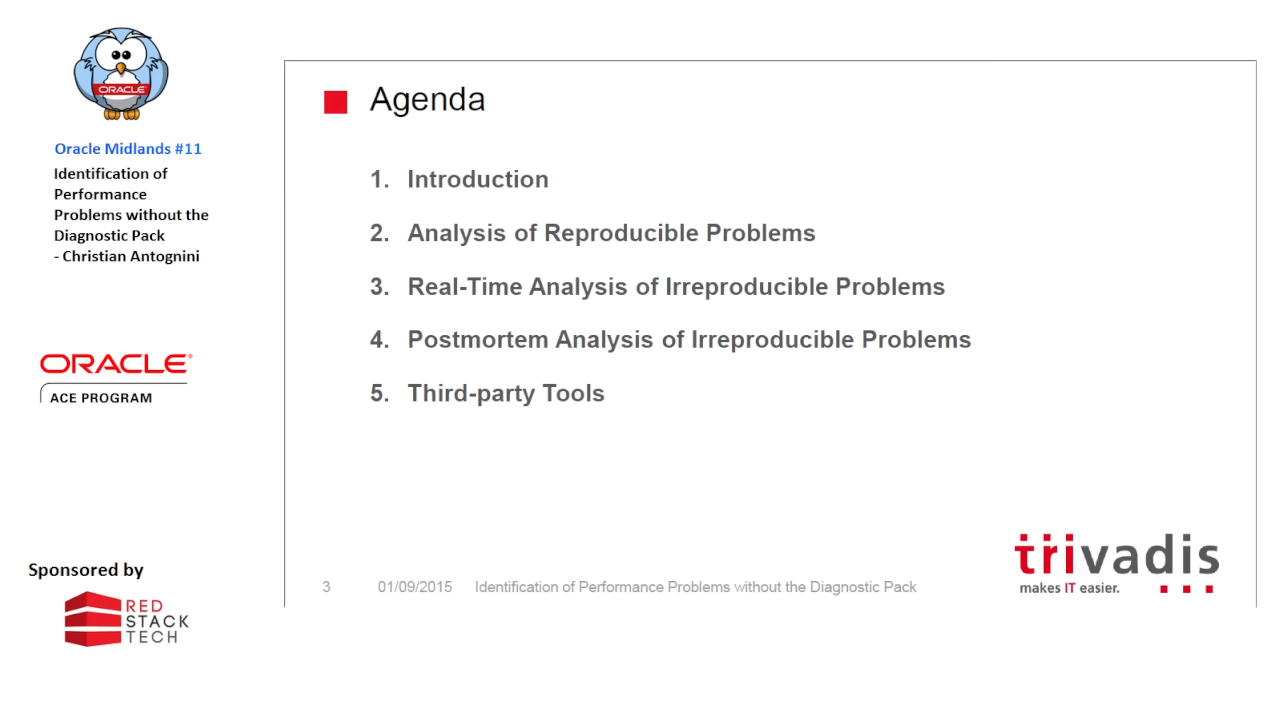 ORACLE
Oracle Midlands #11
Identification of
Performance
Problems without the
Diagnostic Pack
- Christian Antognini
ORACLE®
ACE PROGRAM
Sponsored by
RED
STACK
TECH
Agenda
1. Introduction
2. Analysis of Reproducible Problems
3. Real-Time Analysis of Irreproducible Problems
4. Postmortem Analysis of Irreproducible Problems
5. Third-party Tools
3 01/09/2015 Identification of Performance Problems without the Diagnostic Pack
trivadis
makes IT easier.